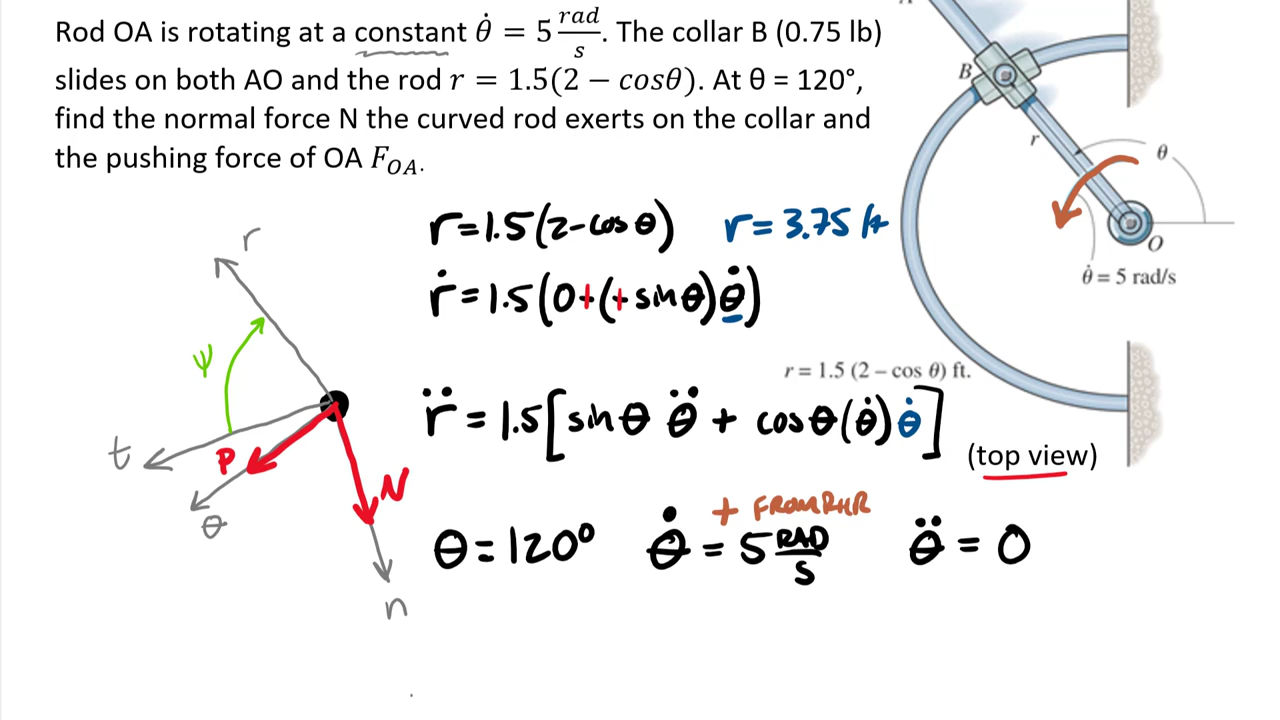 Rod OA is rotating at a constant θ̇ = 5 rad/s. The collar B (0.75 lb)
slides on both AO and the rod r = 1.5(2 − cosθ). At θ = 120°,
find the normal force N the curved rod exerts on the collar and
the pushing force of OA F_OA.
B
r
θ
O
θ̇ = 5 rad/s
r = 1.5 (2 – cos θ) ft.
(top view)
r=1.5(2-cos θ) r= 3.75 ft
ṙ=1.5(0+(+sinθ)θ̇)
r̈=1.5[sinθ θ̈ + cosθ(θ̇)θ̇]
+ FROM RHR
θ=120° θ̇ = 5 RAD/S θ̈ = 0
r
ψ
t
P
θ
N
n